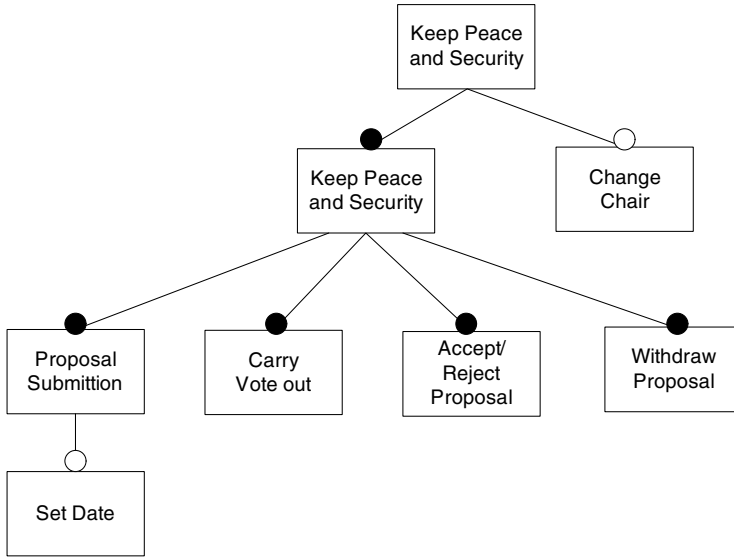 Keep Peace
and Security
Keep Peace
and Security
Change
Chair
Proposal
Submittion
Carry
Vote out
Accept/
Reject
Proposal
Withdraw
Proposal
Set Date